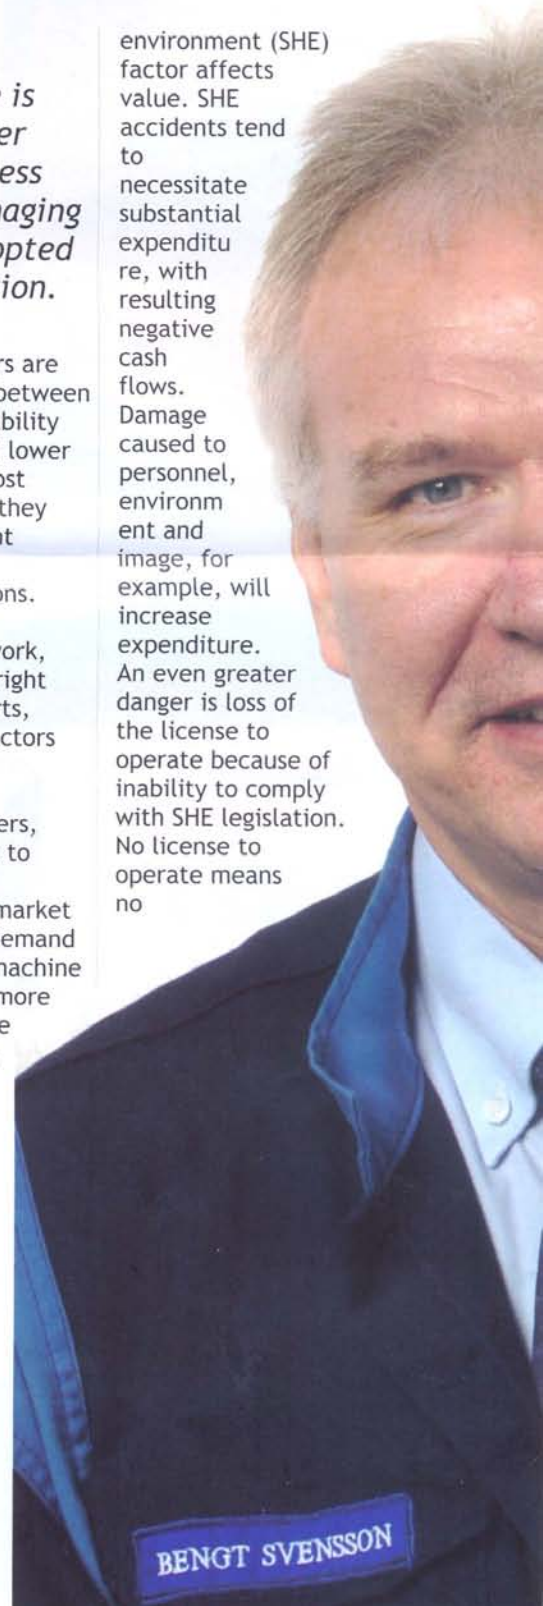 is
er
ess
aging
opted
ion.
rs are
between
bility
lower
ost
they
nt
ons.
ork,
right
rts,
ctors
ers,
to
market
emand
machine
more
e
environment (SHE)
factor affects
value. SHE
accidents tend
to
necessitate
substantial
expenditu
re, with
resulting
negative
cash
flows.
Damage
caused to
personnel,
environm
ent and
image, for
example, will
increase
expenditure.
An even greater
danger is loss of
the license to
operate because of
inability to comply
with SHE legislation.
No license to
operate means
no
BENGT SVENSSON